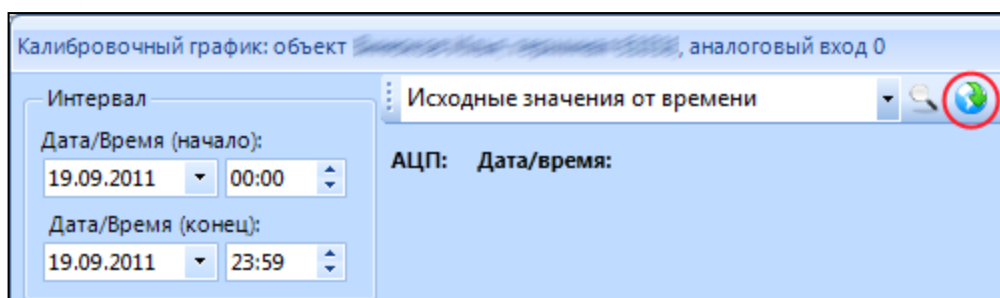 Калибровочный график: объект , аналоговый вход 0
Интервал
Исходные значения от времени
Дата/Время (начало):
19.09.2011 00:00
АЦП: Дата/время:
Дата/Время (конец):
19.09.2011 23:59